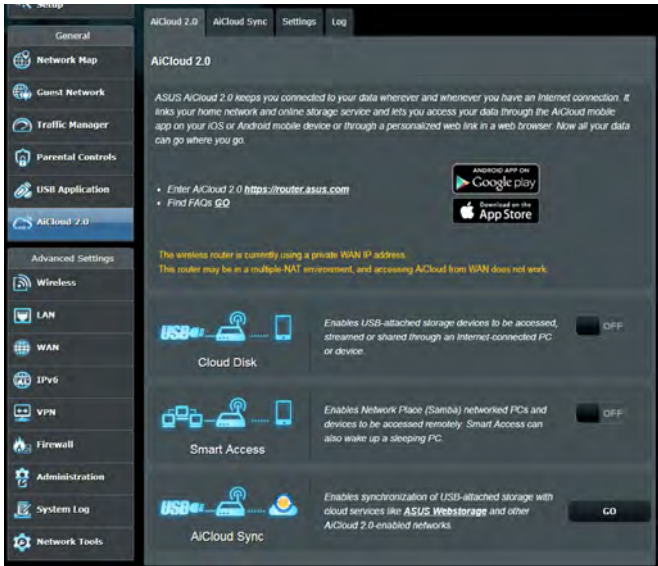 Setup
AiCloud 2.0
AiCloud Sync
Settings
Log
General
Network Map
Guest Network
Traffic Manager
Parental Controls
USB Application
AiCloud 2.0
Advanced Settings
Wireless
LAN
WAN
IPv6
VPN
Firewall
Administration
System Log
Network Tools
AiCloud 2.0
ASUS AiCloud 2.0 keeps you connected to your data wherever and whenever you have an Internet connection. It
links your home network and online storage service and lets you access your data through the AiCloud mobile
app on your iOS or Android mobile device or through a personalized web link in a web browser. Now all your data
can go where you go.
• Enter AiCloud 2.0 https://router.asus.com
• Find FAQs GO
ANDROID APP ON
Google play
Download on the
App Store
The wireless router is currently using a private WAN IP address.
This router may be in a multiple-NAT environment, and accessing AiCloud from WAN does not work.
USB
Cloud Disk
Enables USB-attached storage devices to be accessed,
streamed or shared through an Internet-connected PC
or device.
OFF
Smart Access
Enables Network Place (Samba) networked PCs and
devices to be accessed remotely. Smart Access can
also wake up a sleeping PC.
OFF
USB
AiCloud Sync
Enables synchronization of USB-attached storage with
cloud services like ASUS Webstorage and other
AiCloud 2.0-enabled networks.
GO